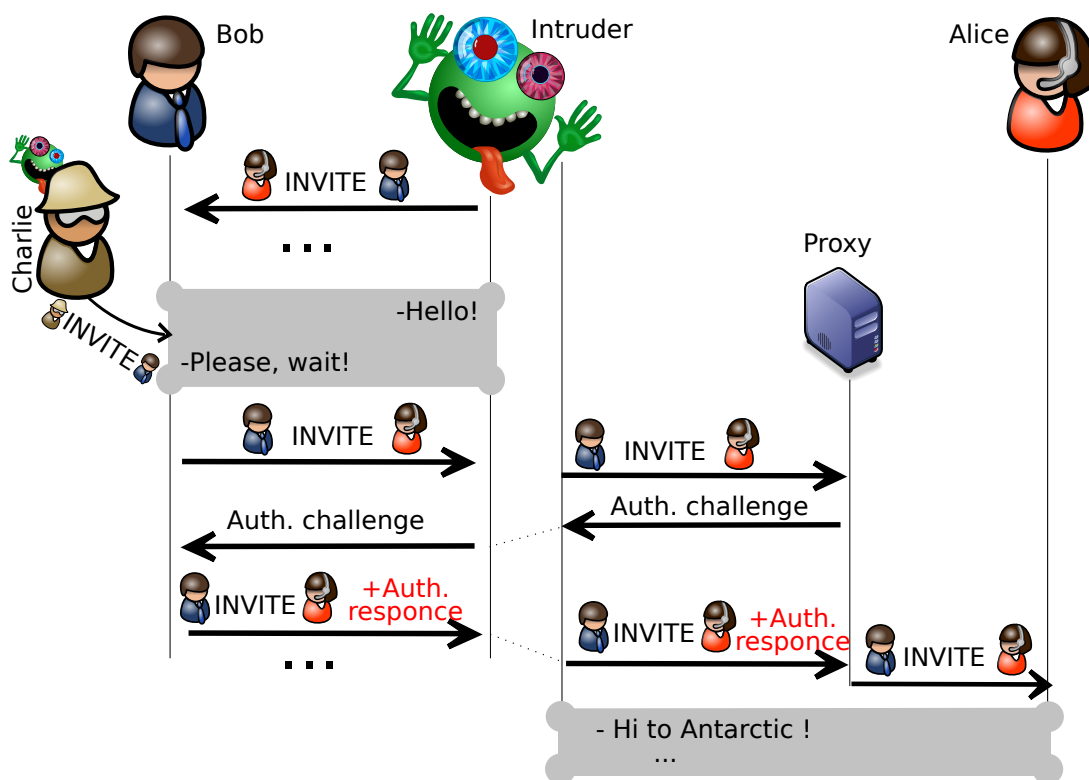 Bob
Intruder
Alice
INVITE
...
Charlie
Proxy
-Hello!
INVITE
-Please, wait!
INVITE
INVITE
Auth. challenge
Auth. challenge
INVITE
+Auth.
responce
INVITE
+Auth.
responce
INVITE
...
- Hi to Antarctic !
...